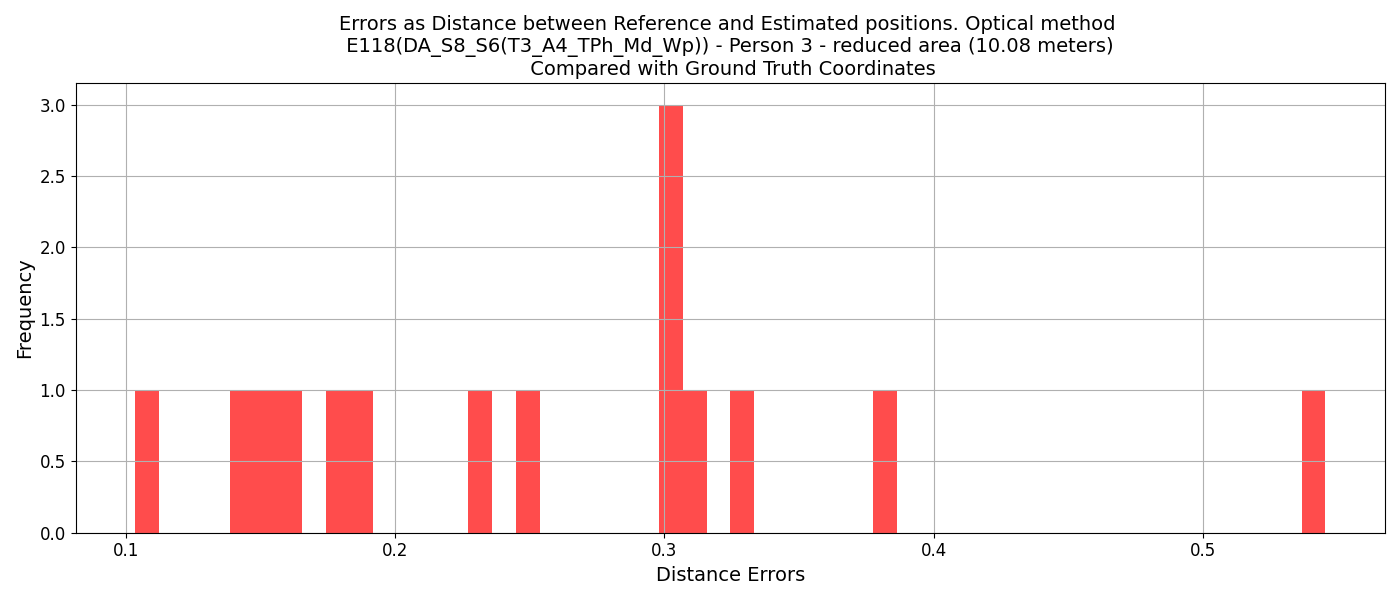 Errors as Distance between Reference and Estimated positions. Optical method
E118(DA_S8_S6(T3_A4_TPh_Md_Wp)) - Person 3 - reduced area (10.08 meters)
Compared with Ground Truth Coordinates
3.0
2.5
2.0
1.5
1.0
0.5
0.0
Frequency
0.1 0.2 0.3 0.4 0.5
Distance Errors